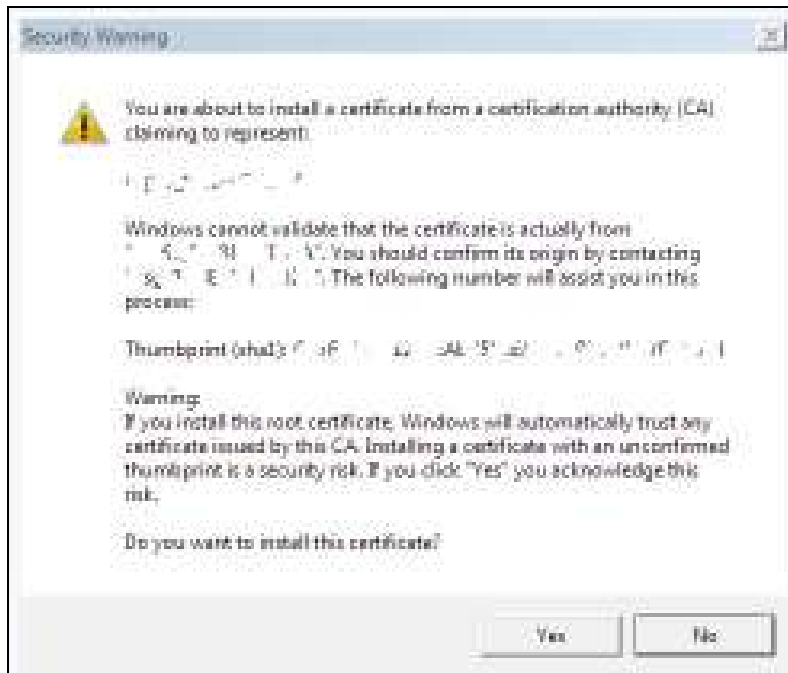 Security Warning
You are about to install a certificate from a certification authority (CA)
claiming to represent:
Windows cannot validate that the certificate is actually from
You should confirm its origin by contacting
The following number will assist you in this
process:
Thumbprint (sha1):
Warning:
If you install this root certificate, Windows will automatically trust any
certificate issued by this CA. Installing a certificate with an unconfirmed
thumbprint is a security risk. If you click "Yes" you acknowledge this
risk.
Do you want to install this certificate?
Yes
No